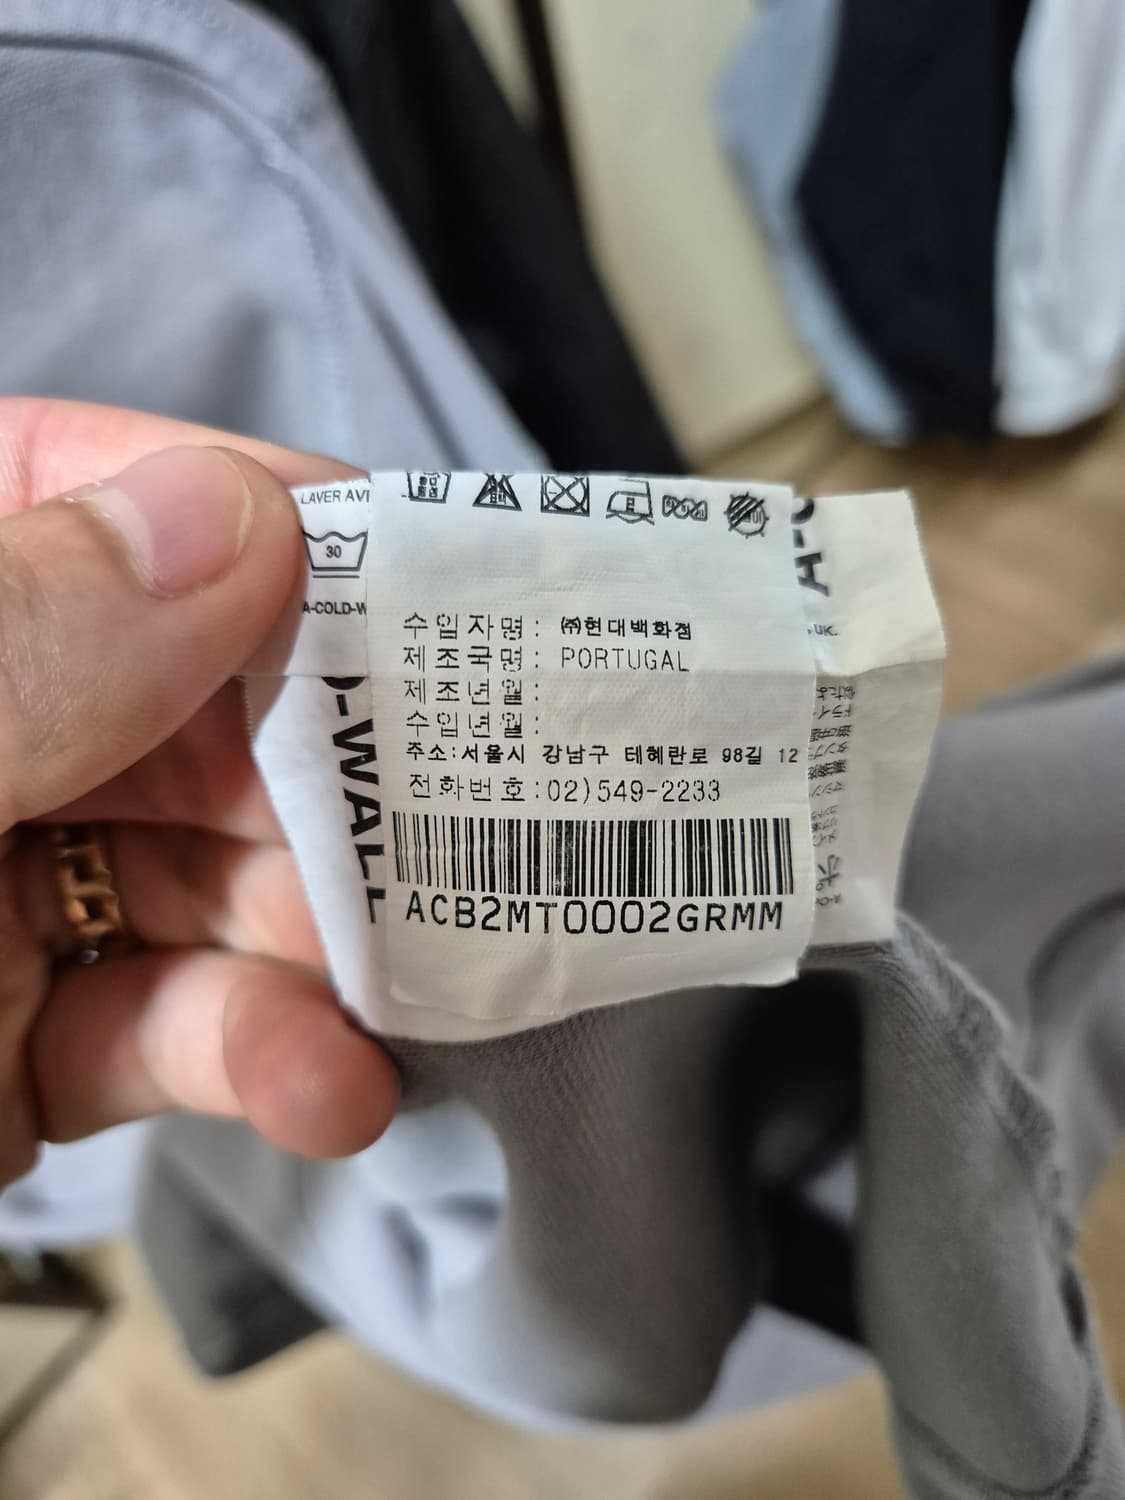 LAVER AVE
30
A-COLD-W
수입자명: ㈜현대백화점
제조국명: PORTUGAL
제조년월:
수입년월:
주소:서울시 강남구 테헤란로 98길 12
전화번호:02)549-2233
ACB2MT0002GRMM
D-WALL
A-C
UK.